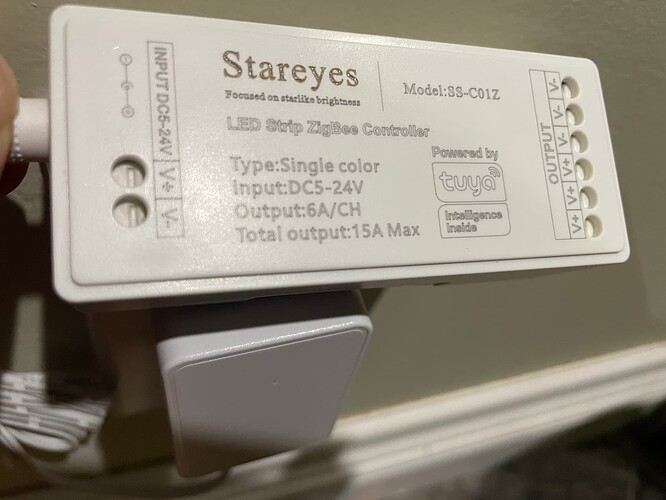 INPUT DC5-24V
V+
V-
Stareyes
Focused on starlike brightness
Model:SS-C01Z
LED Strip ZigBee Controller
Type:Single color
Input:DC5-24V
Output:6A/CH
Total output:15A Max
Powered by
tuya
Intelligence
Inside
OUTPUT
V-
V-
V-
V+
V+
V+